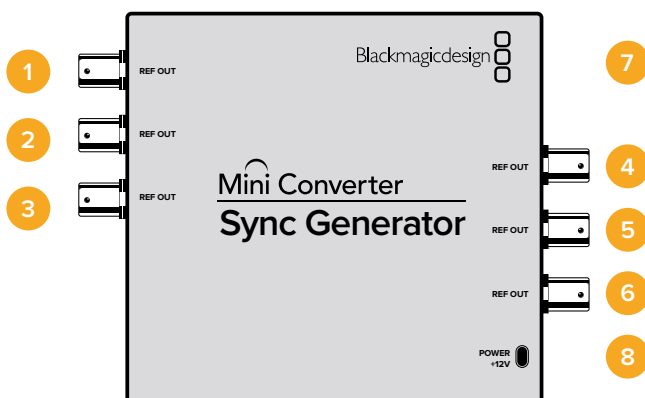 1
REF OUT
2
REF OUT
3
REF OUT
Blackmagicdesign
7
Mini Converter
Sync Generator
REF OUT
4
REF OUT
5
REF OUT
6
POWER
+12V
8